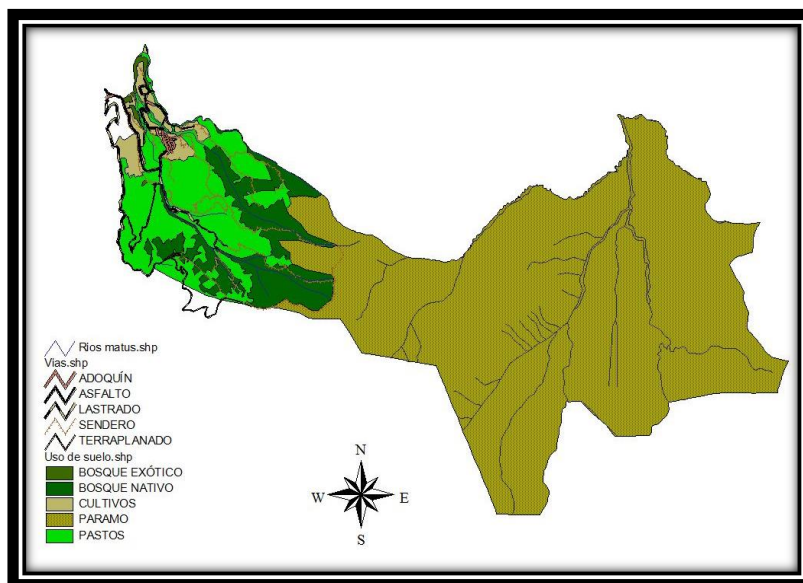 Rios matus.shp
Vias.shp
ADOQUÍN
ASFALTO
LASTRADO
SENDERO
TERRAPLANADO
Uso de suelo.shp
BOSQUE EXÓTICO
BOSQUE NATIVO
CULTIVOS
PARAMO
PASTOS
N
W E
S